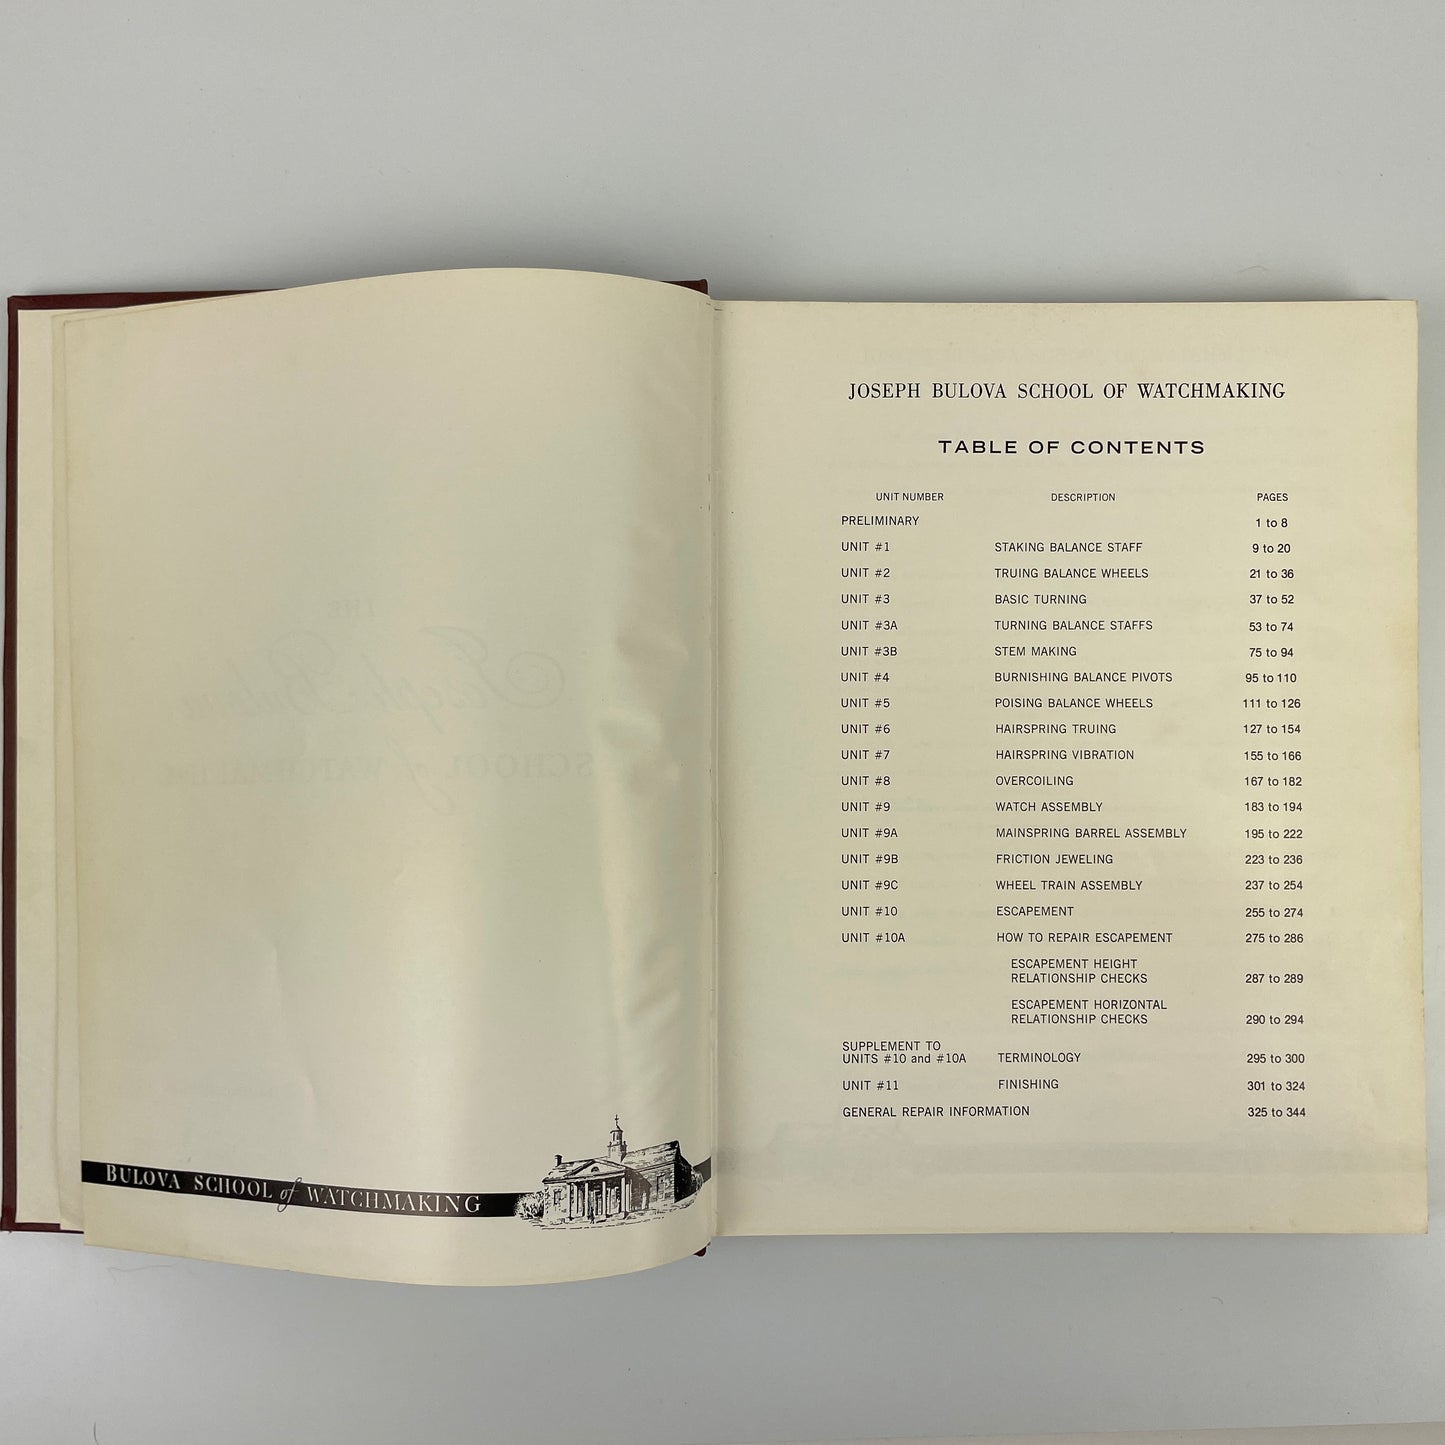 BULOVA SCHOOL of WATCHMAKING
JOSEPH BULOVA SCHOOL OF WATCHMAKING
TABLE OF CONTENTS
UNIT NUMBER DESCRIPTION PAGES
PRELIMINARY 1 to 8
UNIT #1 STAKING BALANCE STAFF 9 to 20
UNIT #2 TRUING BALANCE WHEELS 21 to 36
UNIT #3 BASIC TURNING 37 to 52
UNIT #3A TURNING BALANCE STAFFS 53 to 74
UNIT #3B STEM MAKING 75 to 94
UNIT #4 BURNISHING BALANCE PIVOTS 95 to 110
UNIT #5 POISING BALANCE WHEELS 111 to 126
UNIT #6 HAIRSPRING TRUING 127 to 154
UNIT #7 HAIRSPRING VIBRATION 155 to 166
UNIT #8 OVERCOILING 167 to 182
UNIT #9 WATCH ASSEMBLY 183 to 194
UNIT #9A MAINSPRING BARREL ASSEMBLY 195 to 222
UNIT #9B FRICTION JEWELING 223 to 236
UNIT #9C WHEEL TRAIN ASSEMBLY 237 to 254
UNIT #10 ESCAPEMENT 255 to 274
UNIT #10A HOW TO REPAIR ESCAPEMENT 275 to 286
ESCAPEMENT HEIGHT
RELATIONSHIP CHECKS 287 to 289
ESCAPEMENT HORIZONTAL
RELATIONSHIP CHECKS 290 to 294
SUPPLEMENT TO
UNITS #10 and #10A TERMINOLOGY 295 to 300
UNIT #11 FINISHING 301 to 324
GENERAL REPAIR INFORMATION 325 to 344